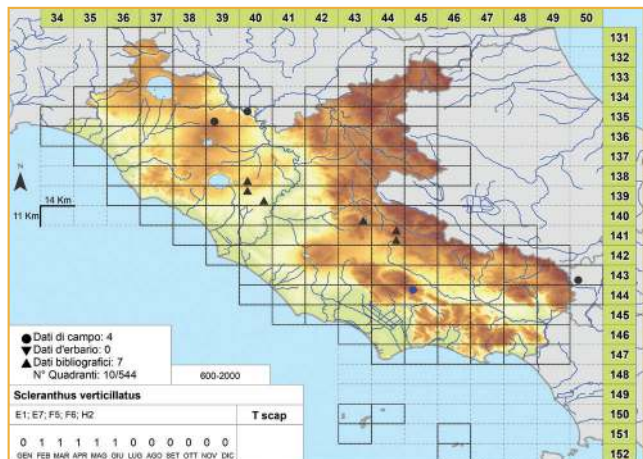 34 35 36 37 38 39 40 41 42 43 44 45 46 47 48 49 50
131
132
133
134
135
136
137
138
139
140
141
142
143
144
145
146
147
148
149
150
151
152
N
14 Km
11 Km
Dati di campo: 4
Dati d'erbario: 0
Dati bibliografici: 7
N° Quadranti: 10/544
600-2000
Scleranthus verticillatus
E1; E7; F5; F6; H2
T scap
0 1 1 1 1 1 0 0 0 0 0 0
GEN FEB MAR APR MAG GIU LUG AGO SET OTT NOV DIC